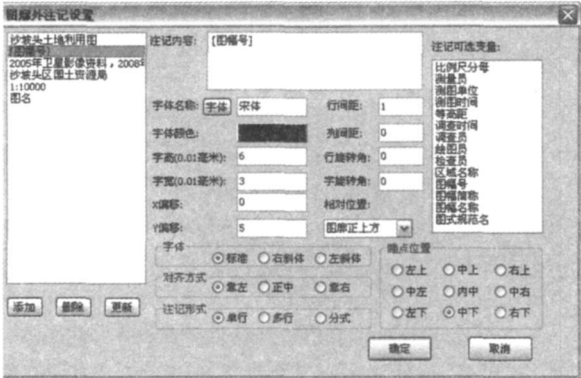 图廓外注记设置
沙坡头土地利用图
[图幅号]
2005年卫星影像资料，2008年
沙坡头区国土资源局
1:10000
图名
添加
删除
更新
注记内容:
[图幅号]
字体名称:
字体
宋体
行间距:
1
字体颜色:
列间距:
0
字高(0.01毫米):
6
行旋转角:
0
字宽(0.01毫米):
3
字旋转角:
0
X偏移:
0
相对位置:
Y偏移:
5
图廓正上方
字体
标准
右斜体
左斜体
对齐方式
靠左
正中
靠右
注记形式
单行
多行
分式
注记可选变量:
比例尺分母
测量员
测图单位
测图时间
等高距
调查时间
调查员
绘图员
检查员
区域名称
图幅号
图幅简称
图幅名称
图式规范名
锚点位置
左上
中上
右上
中左
内中
中右
左下
中下
右下
确定
取消